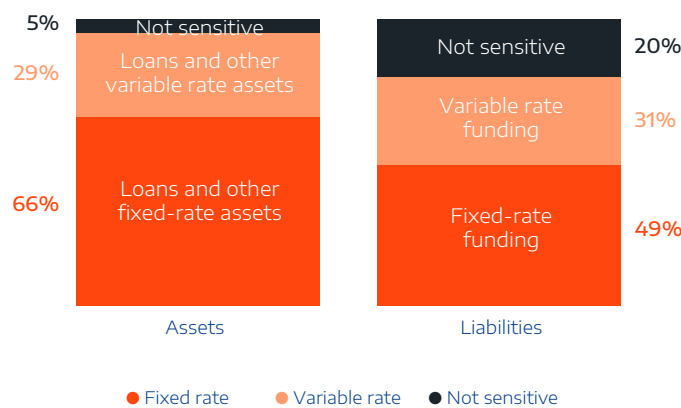 5%
Not sensitive
29%
Loans and other
variable rate assets
66%
Loans and other
fixed-rate assets
Assets
Not sensitive
20%
Variable rate
funding
31%
Fixed-rate
funding
49%
Liabilities
Fixed rate
Variable rate
Not sensitive